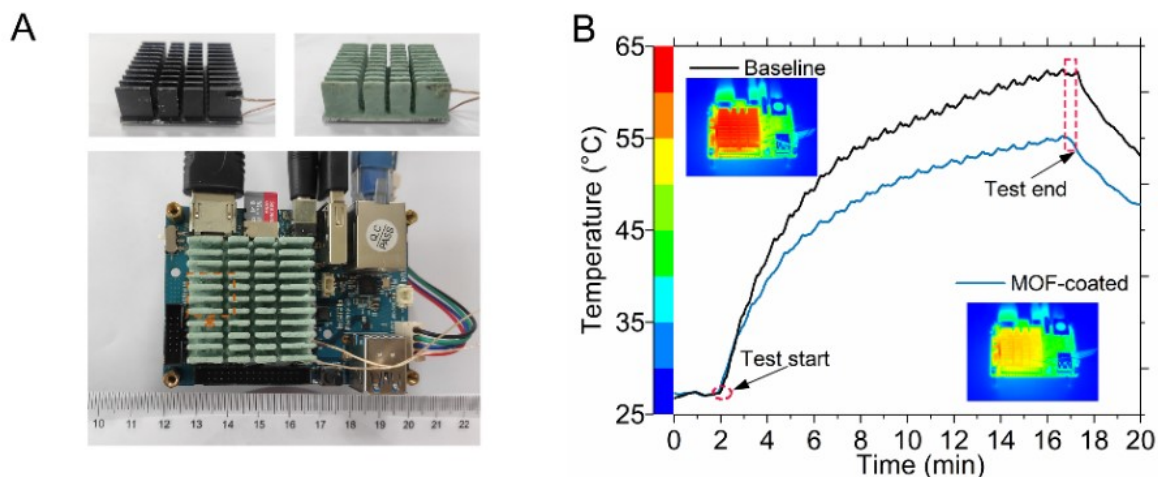 A
B
Q.C
PASS
10 11 12 13 14 15 16 17 18 19 20 21 22
65
55
45
35
25
Temperature (°C)
Baseline
Test end
MOF-coated
Test start
0 2 4 6 8 10 12 14 16 18 20
Time (min)